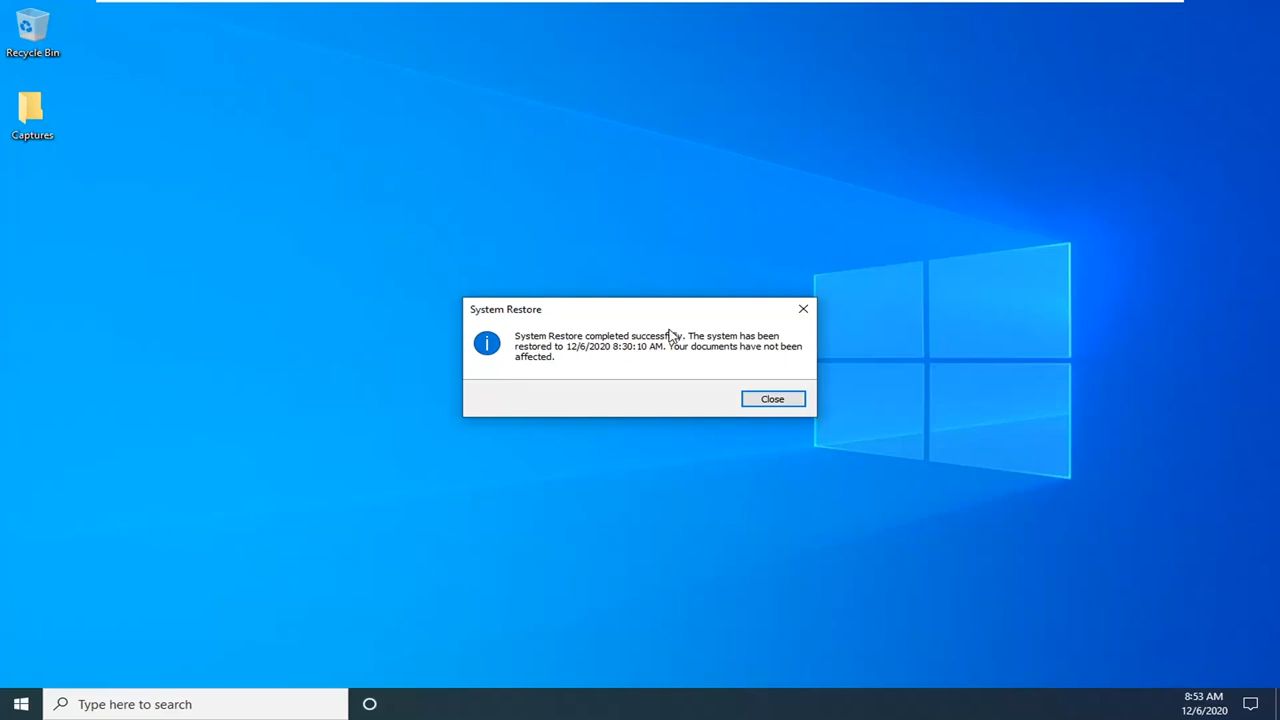 Recycle Bin
Captures
System Restore
System Restore completed successfully. The system has been
restored to 12/6/2020 8:30:10 AM. Your documents have not been
affected.
Close
Type here to search
8:53 AM
12/6/2020